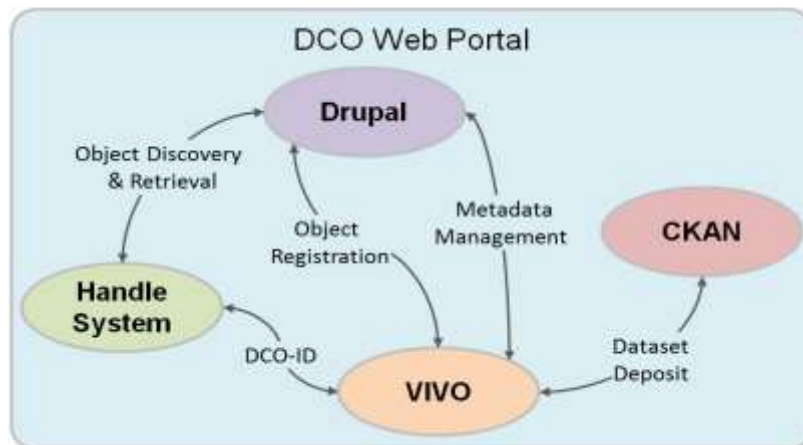 DCO Web Portal
Drupal
Object Discovery
& Retrieval
Object
Registration
Metadata
Management
CKAN
Handle
System
DCO-ID
VIVO
Dataset
Deposit